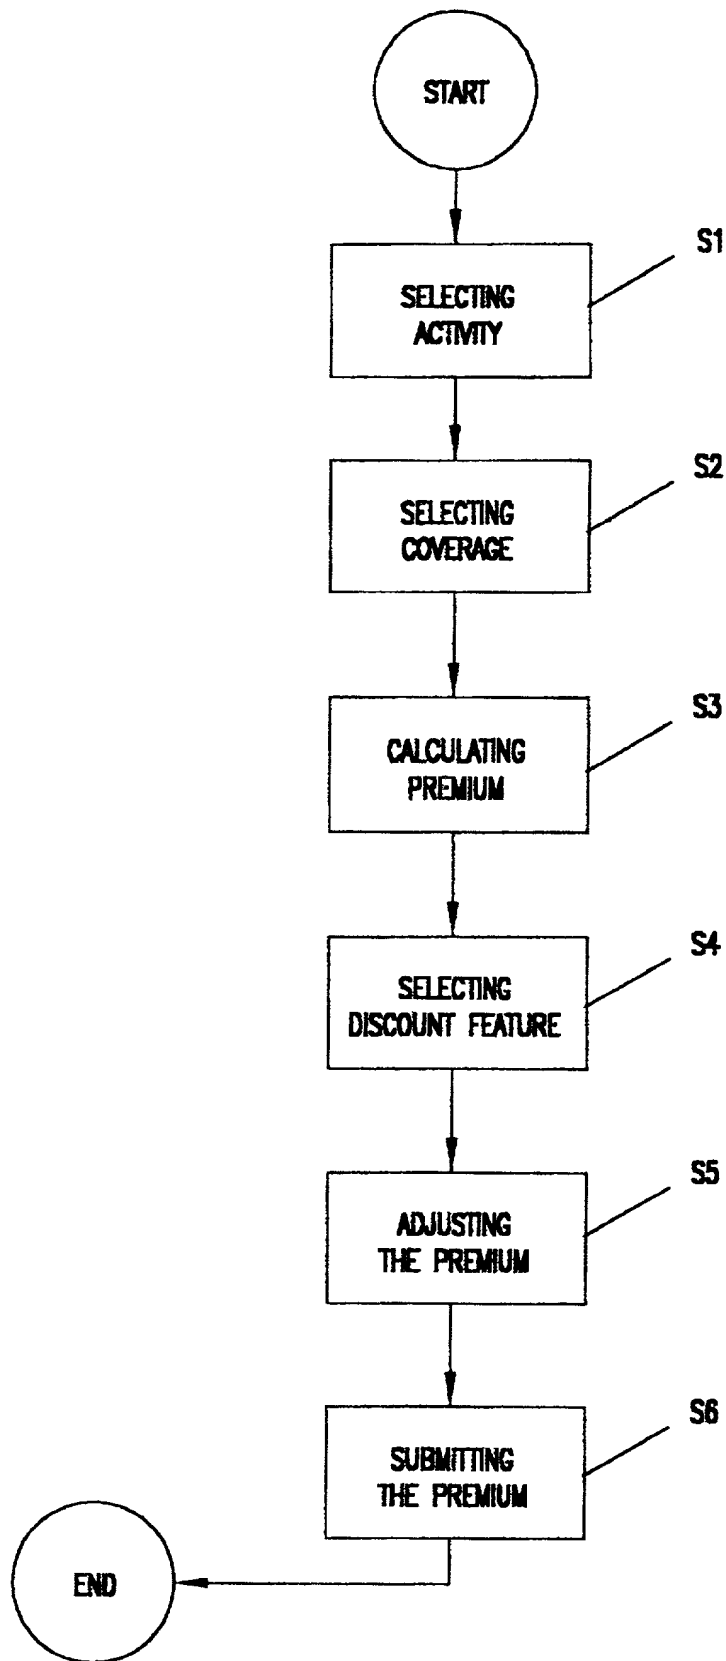 START
S1
SELECTING
ACTIVITY
S2
SELECTING
COVERAGE
S3
CALCULATING
PREMIUM
S4
SELECTING
DISCOUNT FEATURE
S5
ADJUSTING
THE PREMIUM
S6
SUBMITTING
THE PREMIUM
END